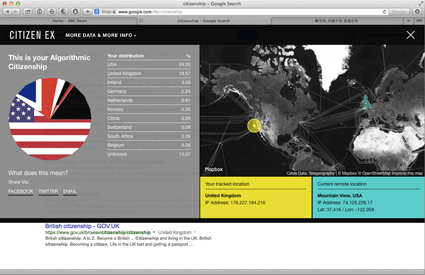 citizenship – Google Search
https www.google.com
Reader
Home – BBC News
citizenship – Google Search
CITIZEN EX
MORE DATA & MORE INFO
This is your Algorithmic
Citizenship
Your distribution %
USA
United Kingdom 18.57
Ireland 3.05
Germany 2.24
Netherlands 0.81
Norway 0.36
China 0.09
Switzerland 0.09
South Africa 0.09
Belgium 0.09
Unknown 15.07
What does this mean?
Share Via:
FACEBOOK TWITTER EMAIL
Mapbox
Cable Data: Telegeography © Mapbox © OpenStreetMap Improve this map
Your tracked location
United Kingdom
IP Address: 178.227.194.210
Current remote location
Mountain View, USA
IP Address: 74.125.226.17
Lat: 37.419 / Lon: -122.058
British citizenship - GOV.UK
https://www.gov.uk/browse/citizenship/citizenship United Kingdom
British citizenship. A to Z. Become a British ... Citizenship and living in the UK. British
citizenship. Becoming a citizen, Life in the UK test and getting a passport ...